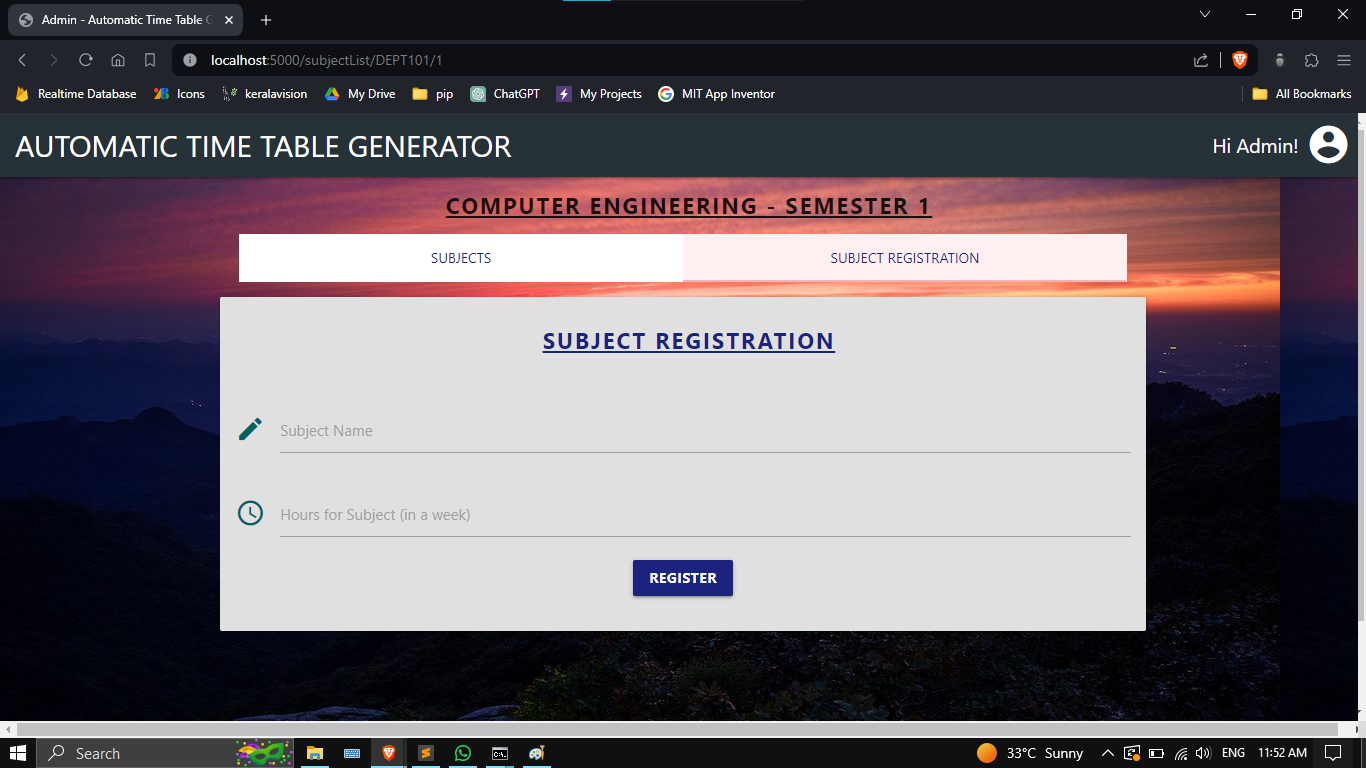 Admin - Automatic Time Table G
localhost:5000/subjectList/DEPT101/1
Realtime Database Icons keralavision My Drive pip ChatGPT My Projects MIT App Inventor All Bookmarks
AUTOMATIC TIME TABLE GENERATOR Hi Admin!
COMPUTER ENGINEERING - SEMESTER 1
SUBJECTS SUBJECT REGISTRATION
SUBJECT REGISTRATION
Subject Name
Hours for Subject (in a week)
REGISTER
Search 33°C Sunny ENG 11:52 AM